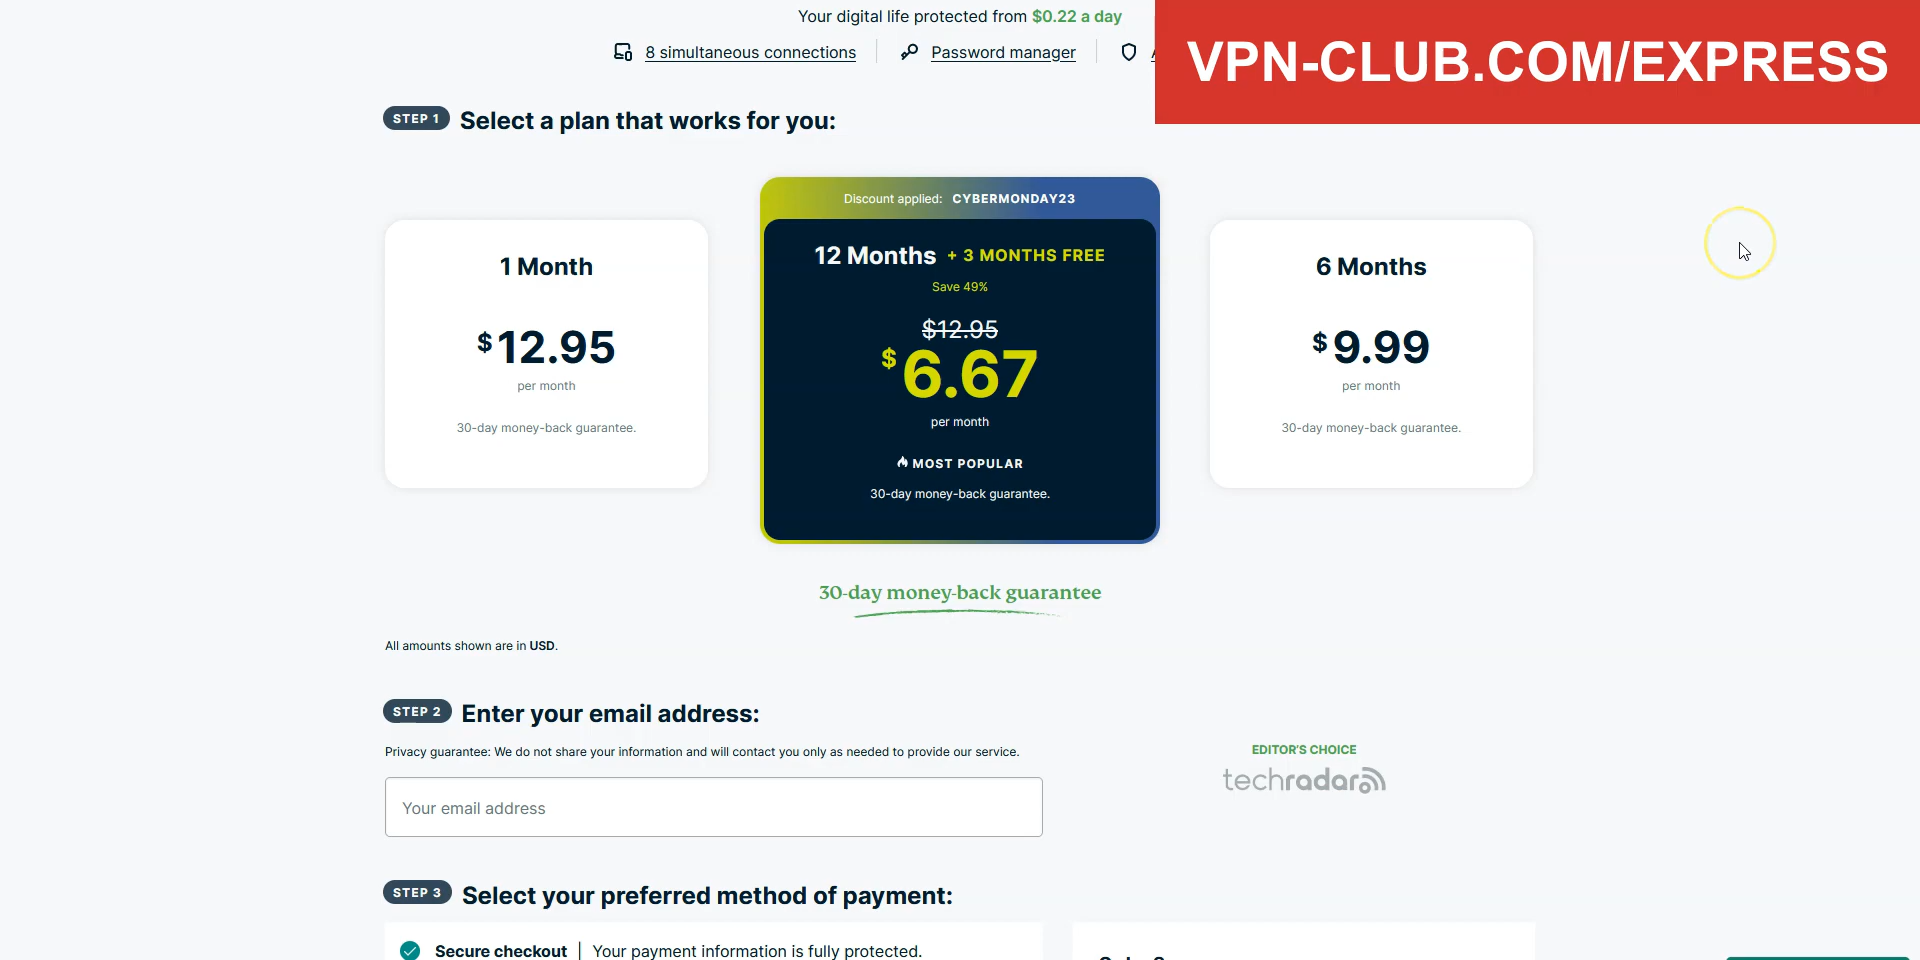 Your digital life protected from $0.22 a day
8 simultaneous connections
Password manager
VPN-CLUB.COM/EXPRESS
STEP 1 Select a plan that works for you:
Discount applied: CYBERMONDAY23
1 Month
$12.95
per month
30-day money-back guarantee.
12 Months + 3 MONTHS FREE
Save 49%
$12.95
$6.67
per month
MOST POPULAR
30-day money-back guarantee.
6 Months
$9.99
per month
30-day money-back guarantee.
30-day money-back guarantee
All amounts shown are in USD.
STEP 2 Enter your email address:
Privacy guarantee: We do not share your information and will contact you only as needed to provide our service.
Your email address
EDITOR'S CHOICE
techradar
STEP 3 Select your preferred method of payment:
Secure checkout | Your payment information is fully protected.